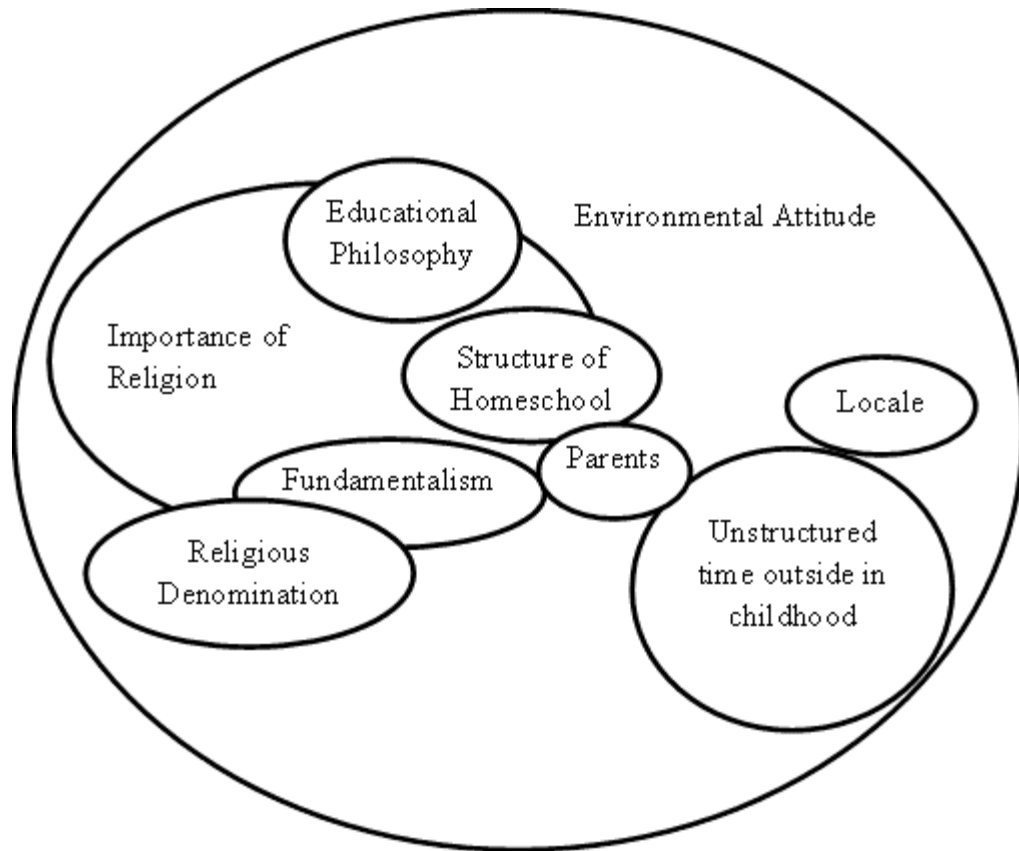 Educational
Philosophy
Environmental Attitude
Importance of
Religion
Structure of
Homeschool
Locale
Parents
Fundamentalism
Unstructured
time outside in
childhood
Religious
Denomination